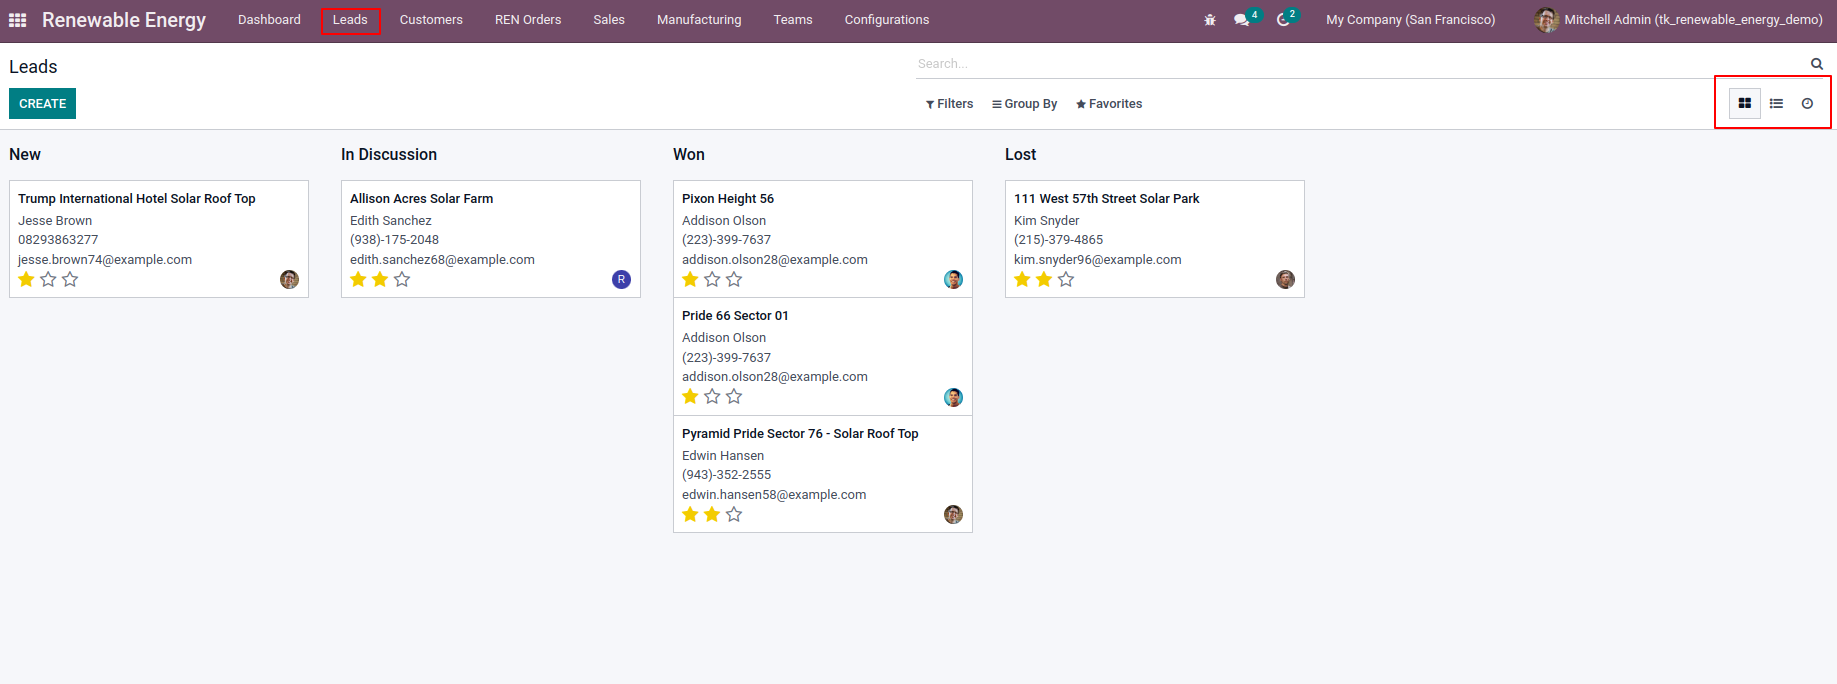 Renewable Energy Dashboard Leads Customers REN Orders Sales Manufacturing Teams Configurations 4 2 My Company (San Francisco) Mitchell Admin (tk_renewable_energy_demo)
Leads
Search...
CREATE
Filters Group By Favorites
New
Trump International Hotel Solar Roof Top
Jesse Brown
08293863277
jesse.brown74@example.com
In Discussion
Allison Acres Solar Farm
Edith Sanchez
(938)-175-2048
edith.sanchez68@example.com
R
Won
Pixon Height 56
Addison Olson
(223)-399-7637
addison.olson28@example.com
Pride 66 Sector 01
Addison Olson
(223)-399-7637
addison.olson28@example.com
Pyramid Pride Sector 76 - Solar Roof Top
Edwin Hansen
(943)-352-2555
edwin.hansen58@example.com
Lost
111 West 57th Street Solar Park
Kim Snyder
(215)-379-4865
kim.snyder96@example.com